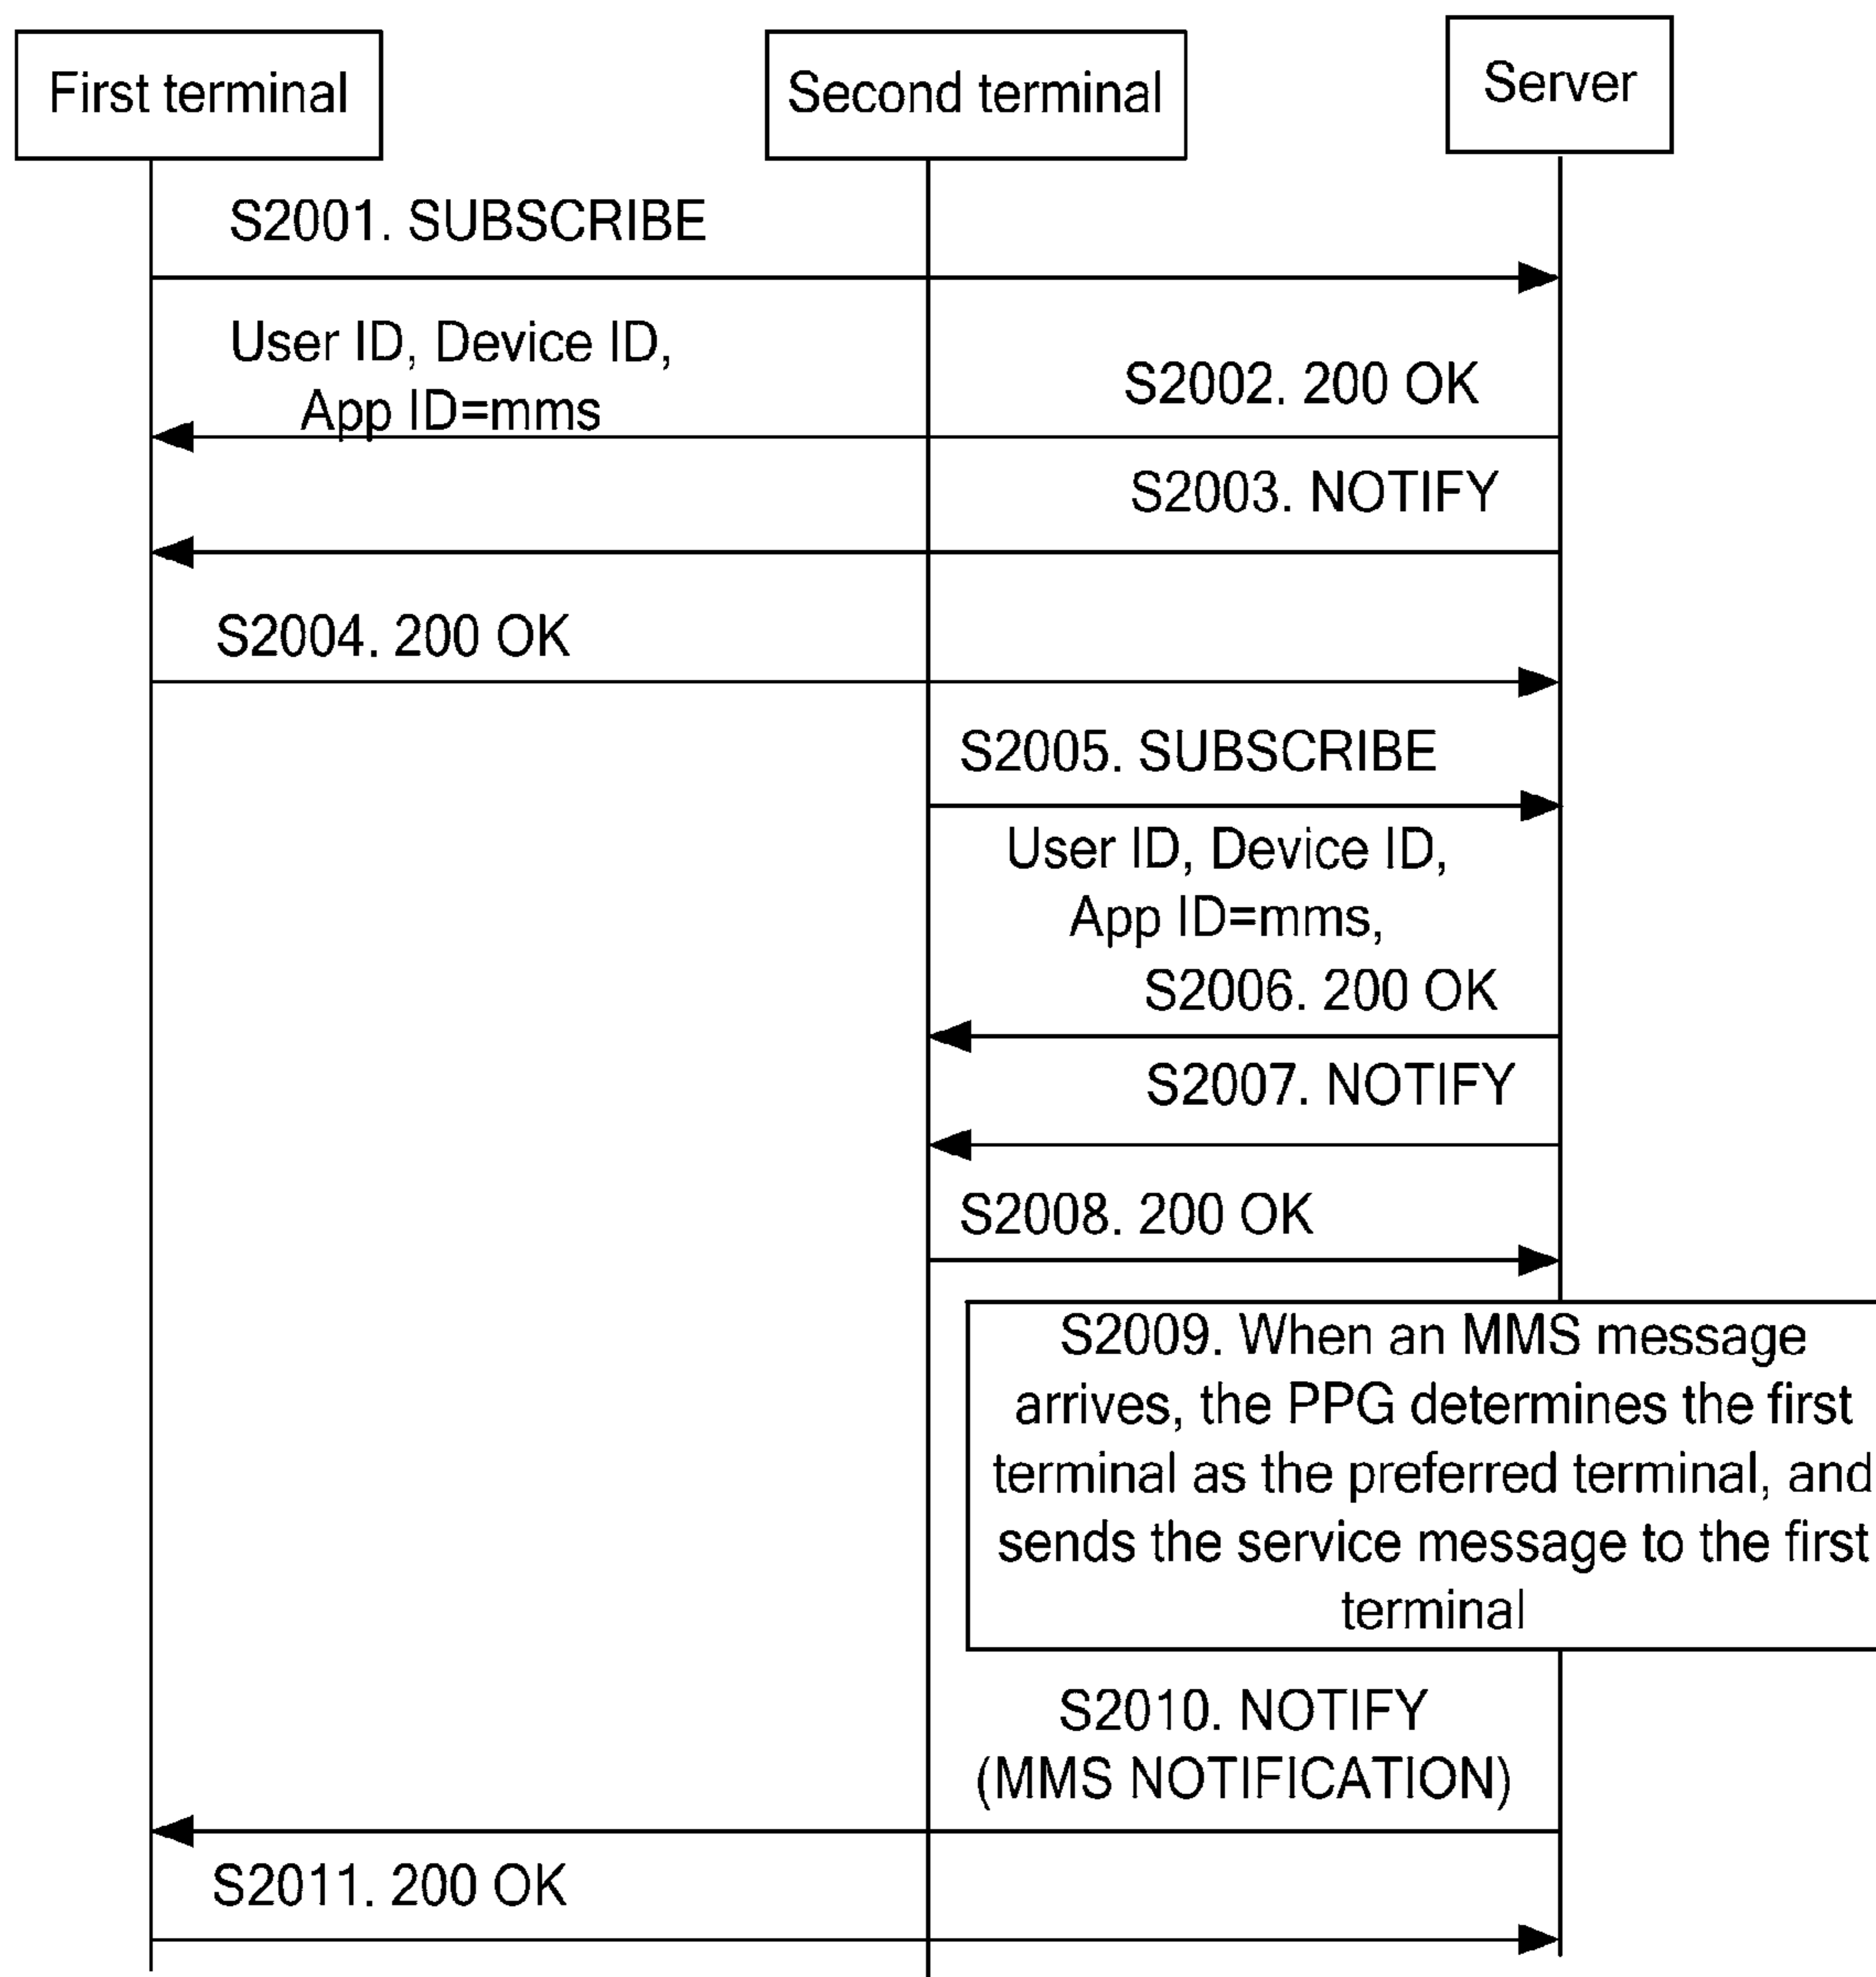 First terminal
Second terminal
Server
S2001. SUBSCRIBE
User ID, Device ID,
App ID=mms
S2002. 200 OK
S2003. NOTIFY
S2004. 200 OK
S2005. SUBSCRIBE
User ID, Device ID,
App ID=mms,
S2006. 200 OK
S2007. NOTIFY
S2008. 200 OK
S2009. When an MMS message
arrives, the PPG determines the first
terminal as the preferred terminal, and
sends the service message to the first
terminal
S2010. NOTIFY
(MMS NOTIFICATION)
S2011. 200 OK